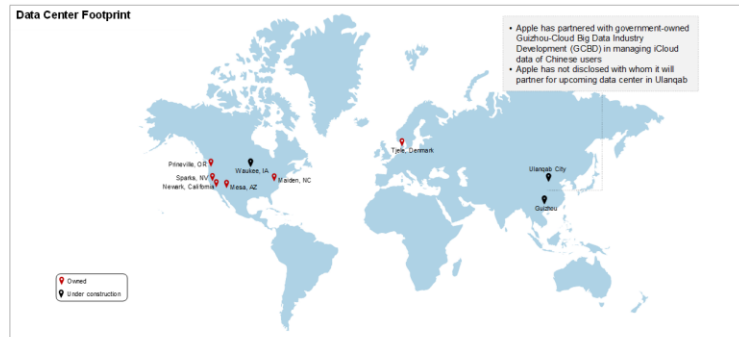 Data Center Footprint
• Apple has partnered with government-owned
Guizhou-Cloud Big Data Industry
Development (GCBD) in managing iCloud
data of Chinese users
• Apple has not disclosed with whom it will
partner for upcoming data center in Ulanqab
Prineville, OR
Waukee, IA
Sparks, NV
Newark, California
Mesa, AZ
Maiden, NC
Tjele, Denmark
Ulanqab City
Guizhou
Owned
Under construction